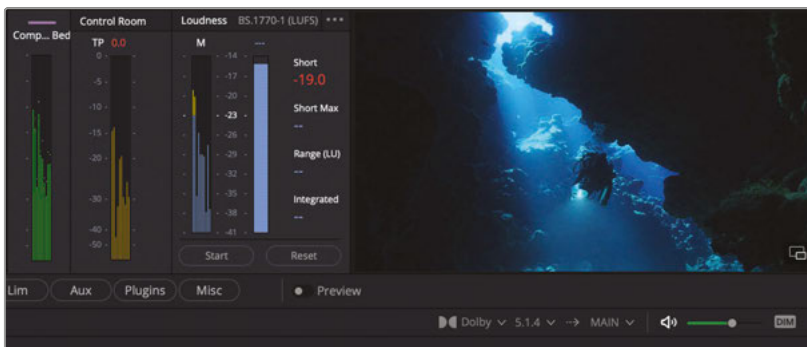 Comp... Bed
Control Room
TP 0.0
0
-5
-10
-15
-20
-30
-40
-50
Loudness BS.1770-1 (LUFS) •••
M --
-14
-17
-20
-23
-26
-29
-32
-35
-38
-41
Short
-19.0
Short Max
--
Range (LU)
--
Integrated
--
Start Reset
Lim Aux Plugins Misc Preview
Dolby 5.1.4 MAIN DIM